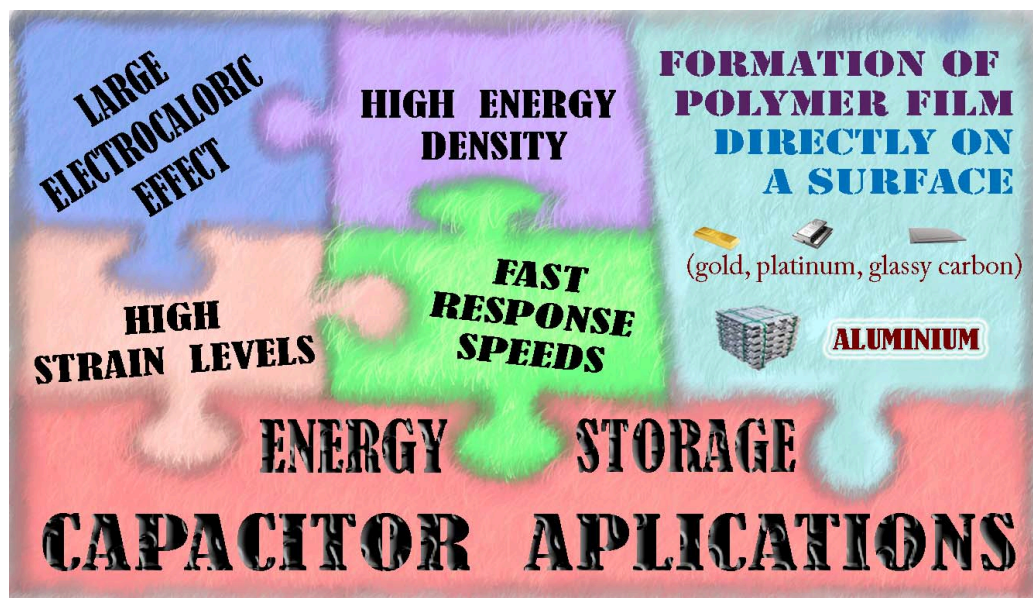 LARGE
ELECTROCALORIC
EFFECT
HIGH ENERGY
DENSITY
FORMATION OF
POLYMER FILM
DIRECTLY ON
A SURFACE
(gold, platinum, glassy carbon)
ALUMINIUM
HIGH
STRAIN LEVELS
FAST
RESPONSE
SPEEDS
ENERGY STORAGE
CAPACITOR APLICATIONS